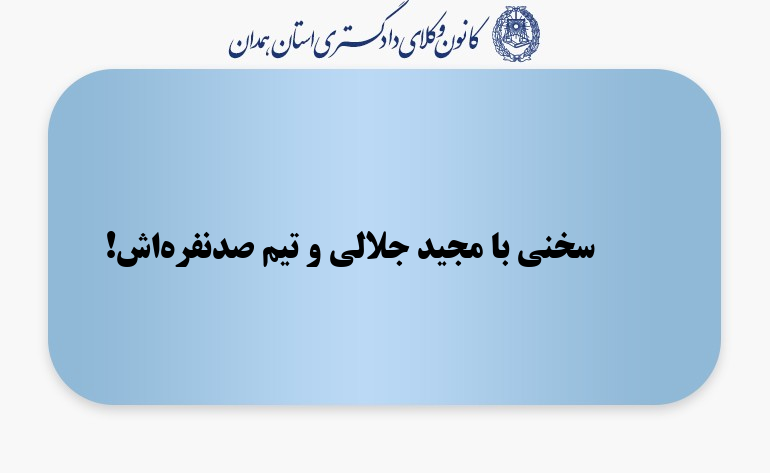 کانون وکلای دادگستری استان همدان
سخنی با مجید جلالی و تیم صدنفره‌اش!